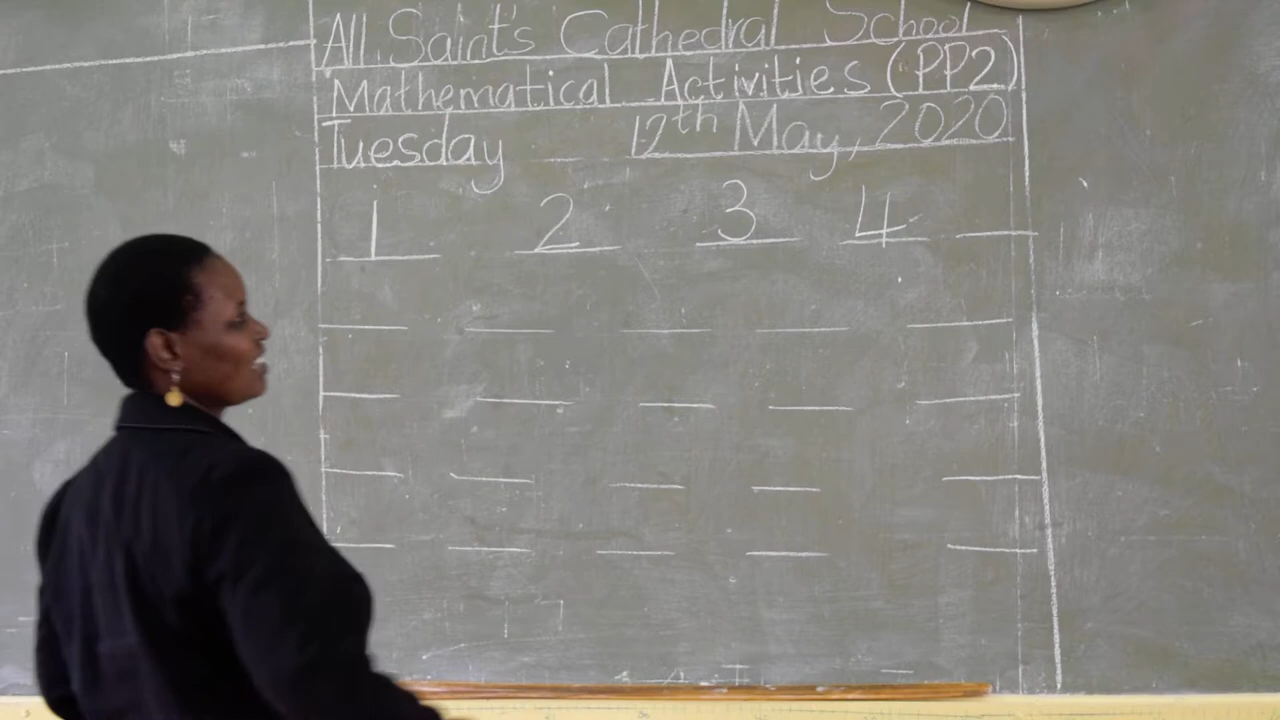 All Saint's Cathedral School
Mathematical Activities (PP2)
Tuesday 12th May, 2020
1 2 3 4